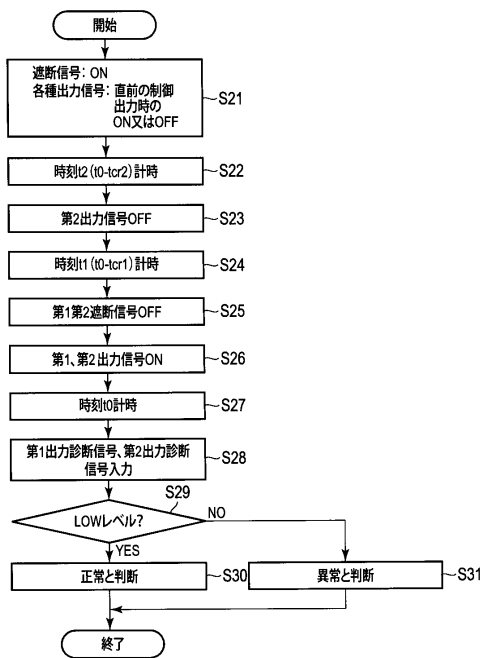 開始
遮断信号：ON
各種出力信号：直前の制御
出力時の
ON又はOFF
S21
時刻t2（t0-tcr2）計時
S22
第2出力信号OFF
S23
時刻t1（t0-tcr1）計時
S24
第1第2遮断信号OFF
S25
第1、第2出力信号ON
S26
時刻t0計時
S27
第1出力診断信号、第2出力診断
信号入力
S28
S29
LOWレベル？
NO
YES
正常と判断
S30
異常と判断
S31
終了